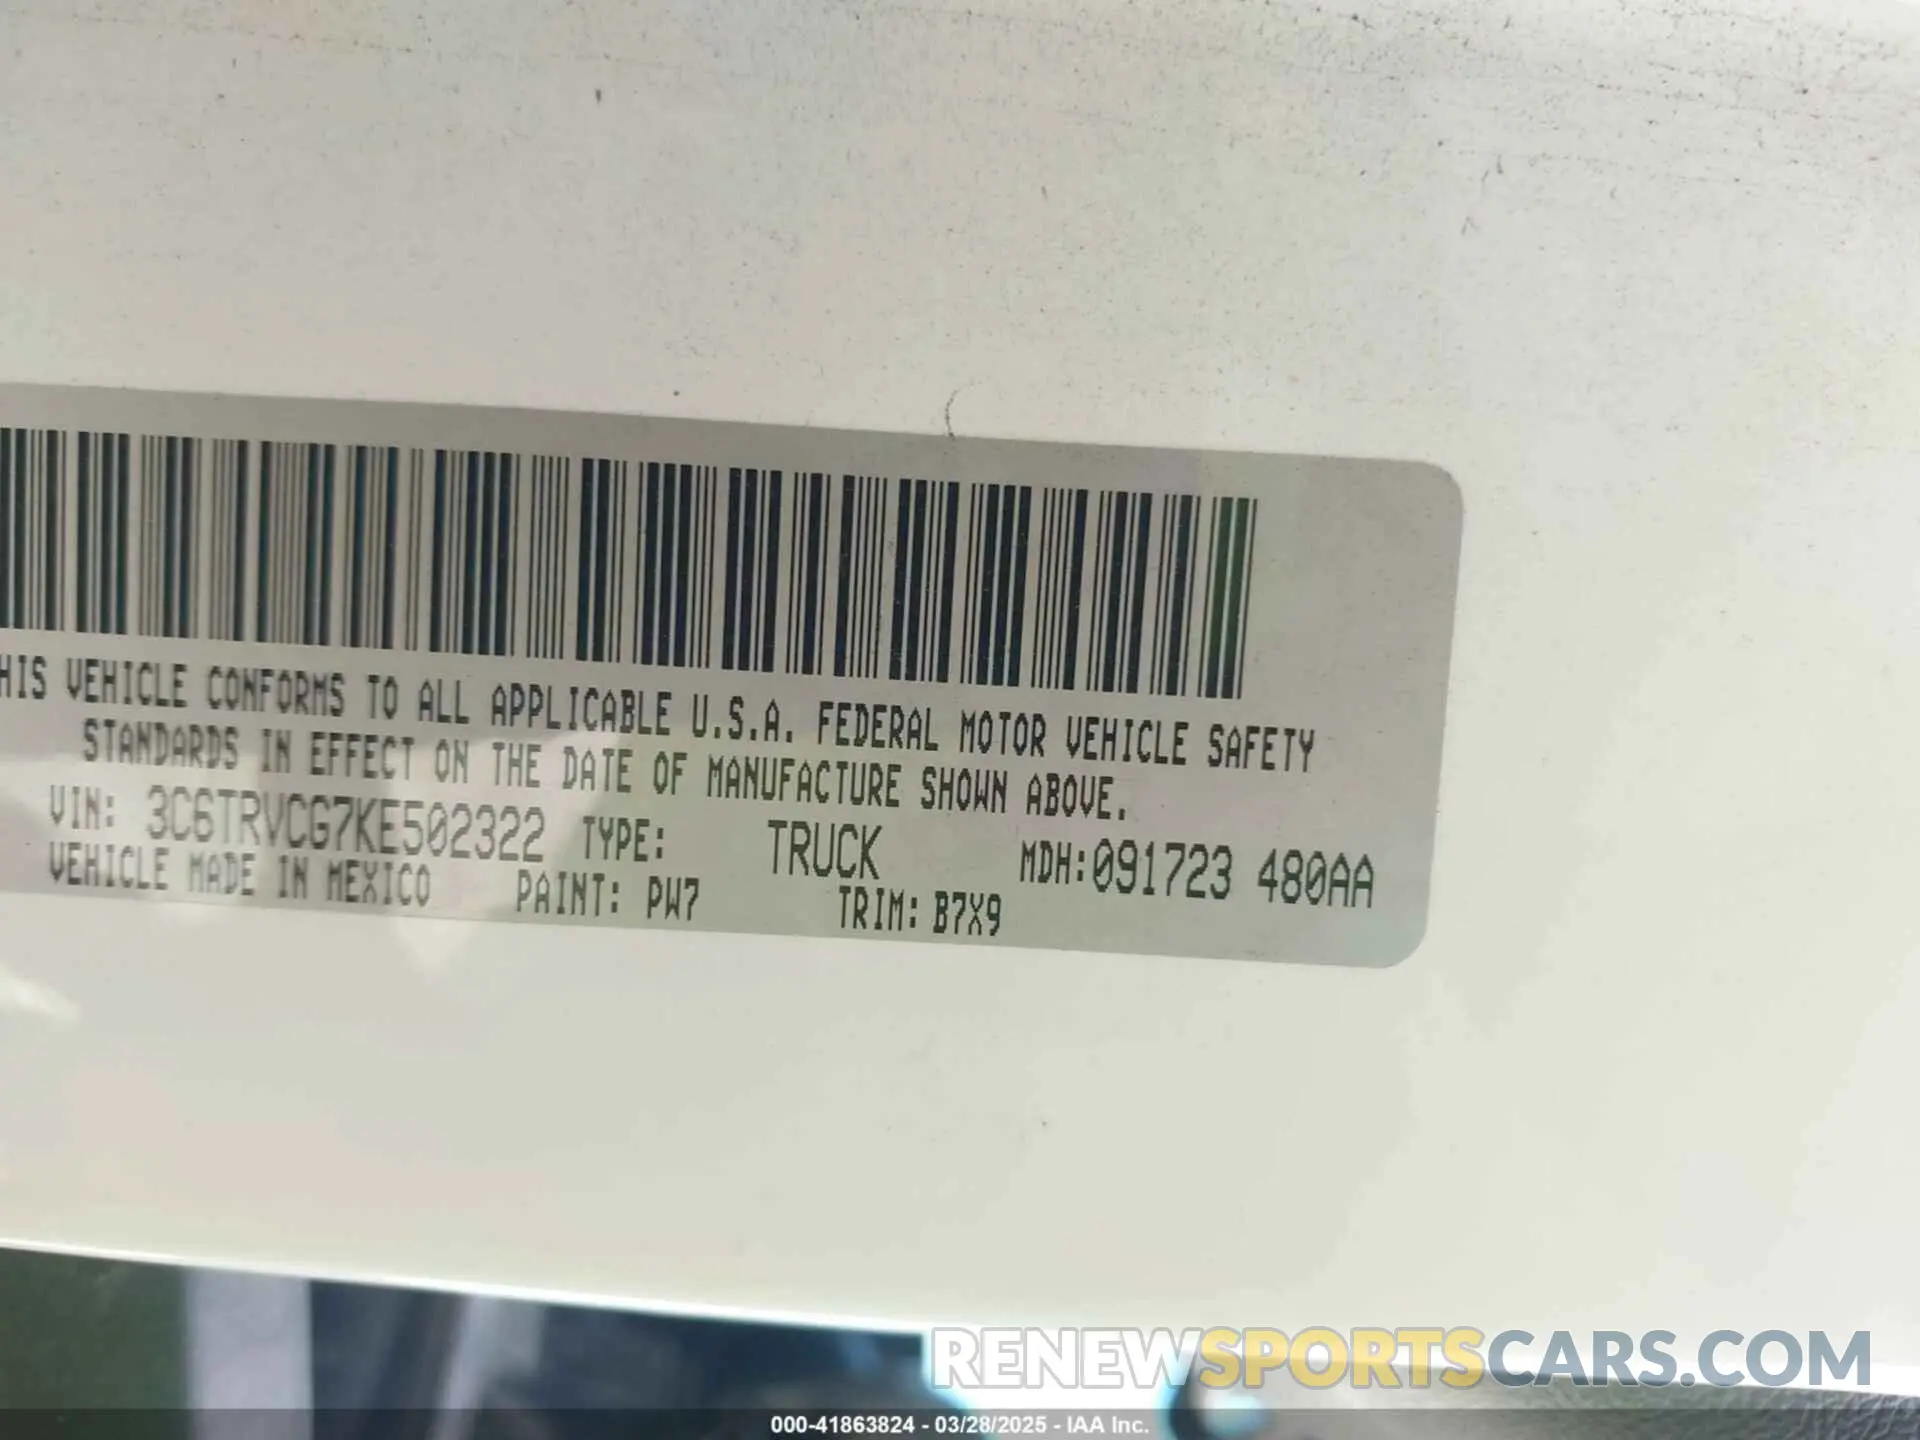 HIS VEHICLE CONFORMS TO ALL APPLICABLE U.S.A. FEDERAL MOTOR VEHICLE SAFETY
STANDARDS IN EFFECT ON THE DATE OF MANUFACTURE SHOWN ABOVE.
VIN: 3C6TRVCG7KE502322 TYPE: TRUCK MDH:091723 480AA
VEHICLE MADE IN MEXICO PAINT: PW7 TRIM: B7X9
RENEWSPORTSCARS.COM
000-41863824 - 03/28/2025 - IAA Inc.